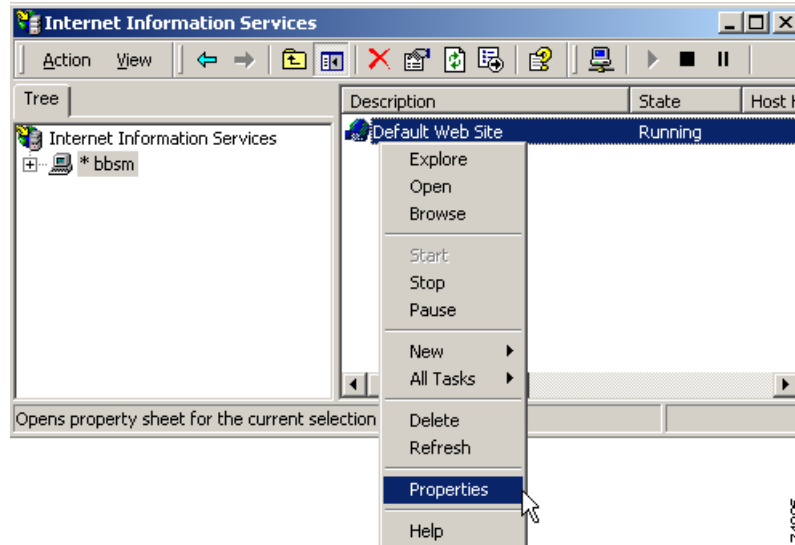 Internet Information Services
Action View
Tree
Description State Host
Internet Information Services
* bbsm
Default Web Site Running
Explore
Open
Browse
Start
Stop
Pause
New
All Tasks
Delete
Refresh
Properties
Help
Opens property sheet for the current selection